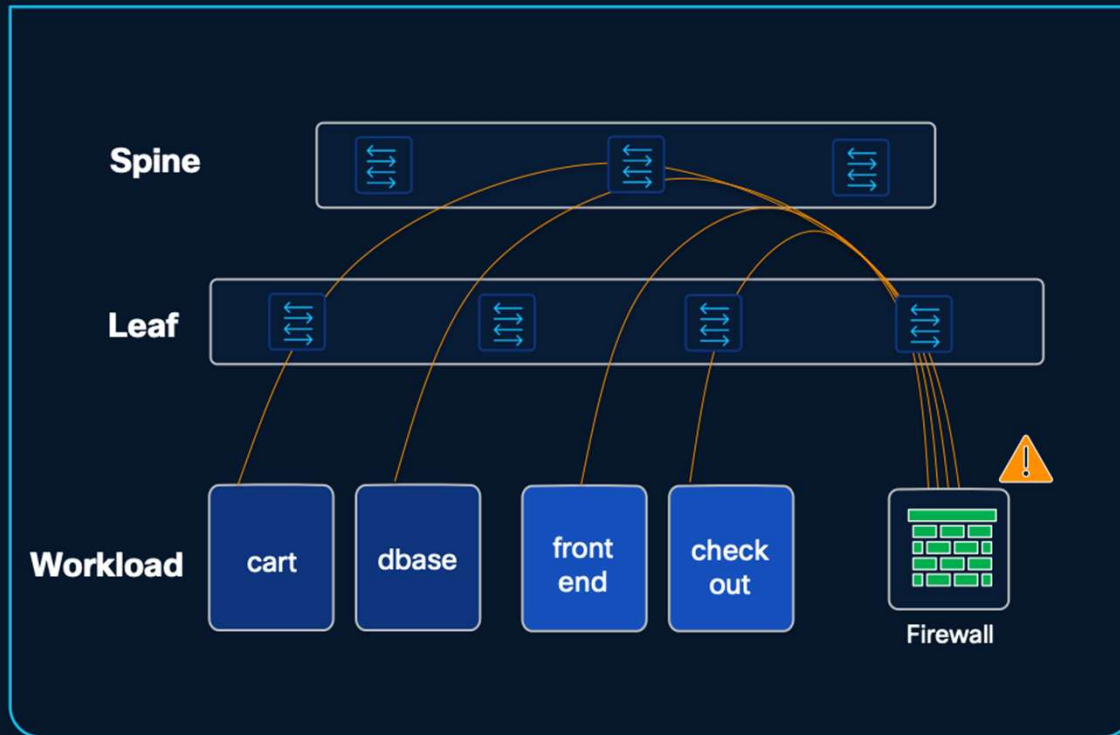 Spine
Leaf
Workload
cart
dbase
front
end
check
out
Firewall